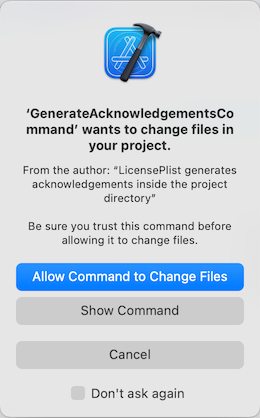 ‘GenerateAcknowledgementsCo
mmand’ wants to change files in
your project.
From the author: “LicensePlist generates
acknowledgements inside the project
directory”
Be sure you trust this command before
allowing it to change files.
Allow Command to Change Files
Show Command
Cancel
Don't ask again